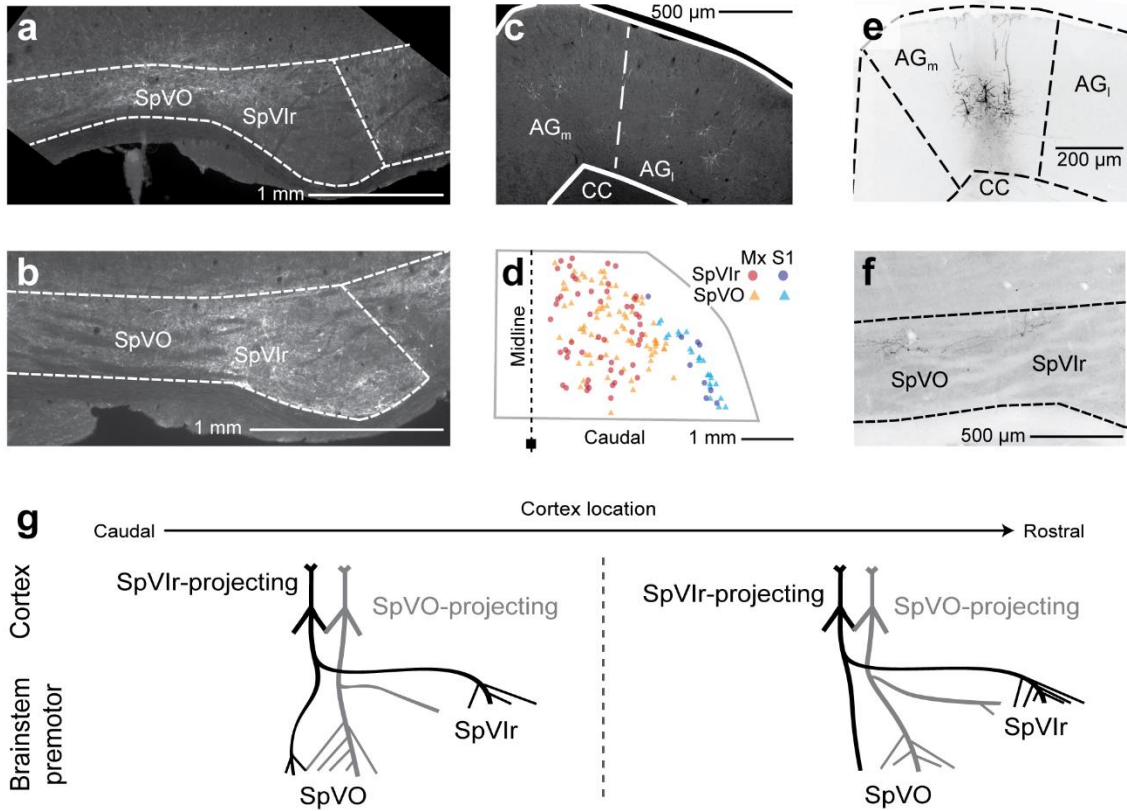 a
SpVO
SpVIr
1 mm
b
SpVO
SpVIr
1 mm
c
500 µm
AGm
AGl
CC
d
Mx S1
SpVIr
SpVO
Midline
Caudal
1 mm
e
AGm
AGl
200 µm
CC
f
SpVO
SpVIr
500 µm
g
Cortex location
Caudal
Rostral
Cortex
SpVIr-projecting
SpVO-projecting
SpVIr-projecting
SpVO-projecting
Brainstem
premotor
SpVIr
SpVO
SpVIr
SpVO